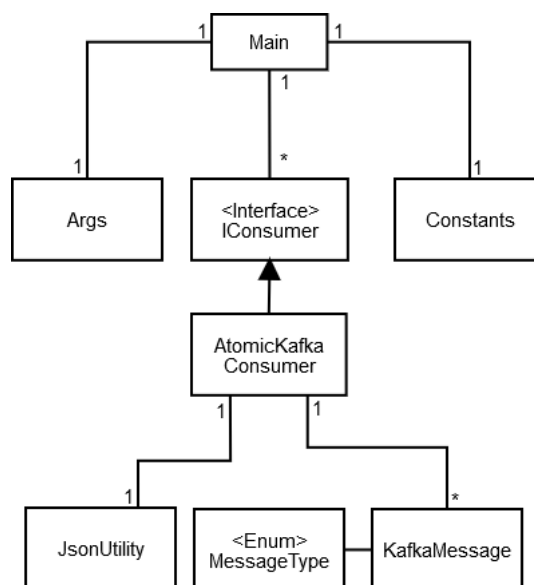 Main
1
1
1
1
*
1
Args
<Interface>
IConsumer
Constants
AtomicKafka
Consumer
1
1
1
*
JsonUtility
<Enum>
MessageType
KafkaMessage